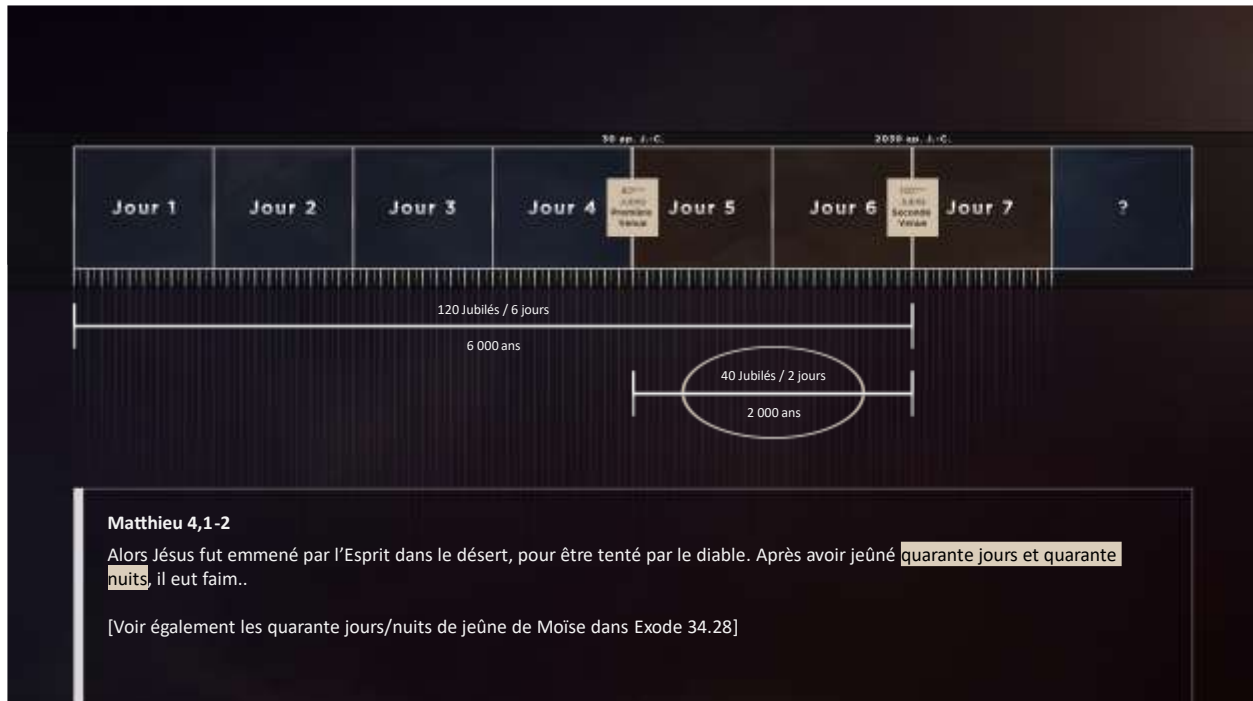 30 ap. J.-C.
2030 ap. J.-C.
Jour 1
Jour 2
Jour 3
Jour 4
Première
Venue
Jour 5
Jour 6
Seconde
Venue
Jour 7
?
120 Jubilés / 6 jours
6 000 ans
40 Jubilés / 2 jours
2 000 ans
Matthieu 4,1-2
Alors Jésus fut emmené par l’Esprit dans le désert, pour être tenté par le diable. Après avoir jeûné quarante jours et quarante
nuits, il eut faim..
[Voir également les quarante jours/nuits de jeûne de Moïse dans Exode 34.28]